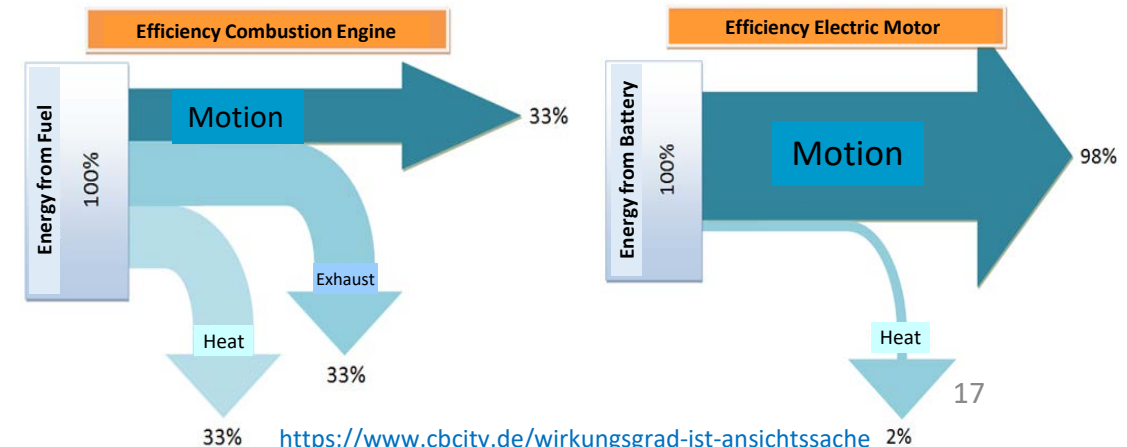 Efficiency Combustion Engine
Energy from Fuel
100%
Motion
33%
Exhaust
33%
Heat
33%
Efficiency Electric Motor
Energy from Battery
100%
Motion
98%
Heat
2%
17
https://www.cbcity.de/wirkungsgrad-ist-ansichtssache